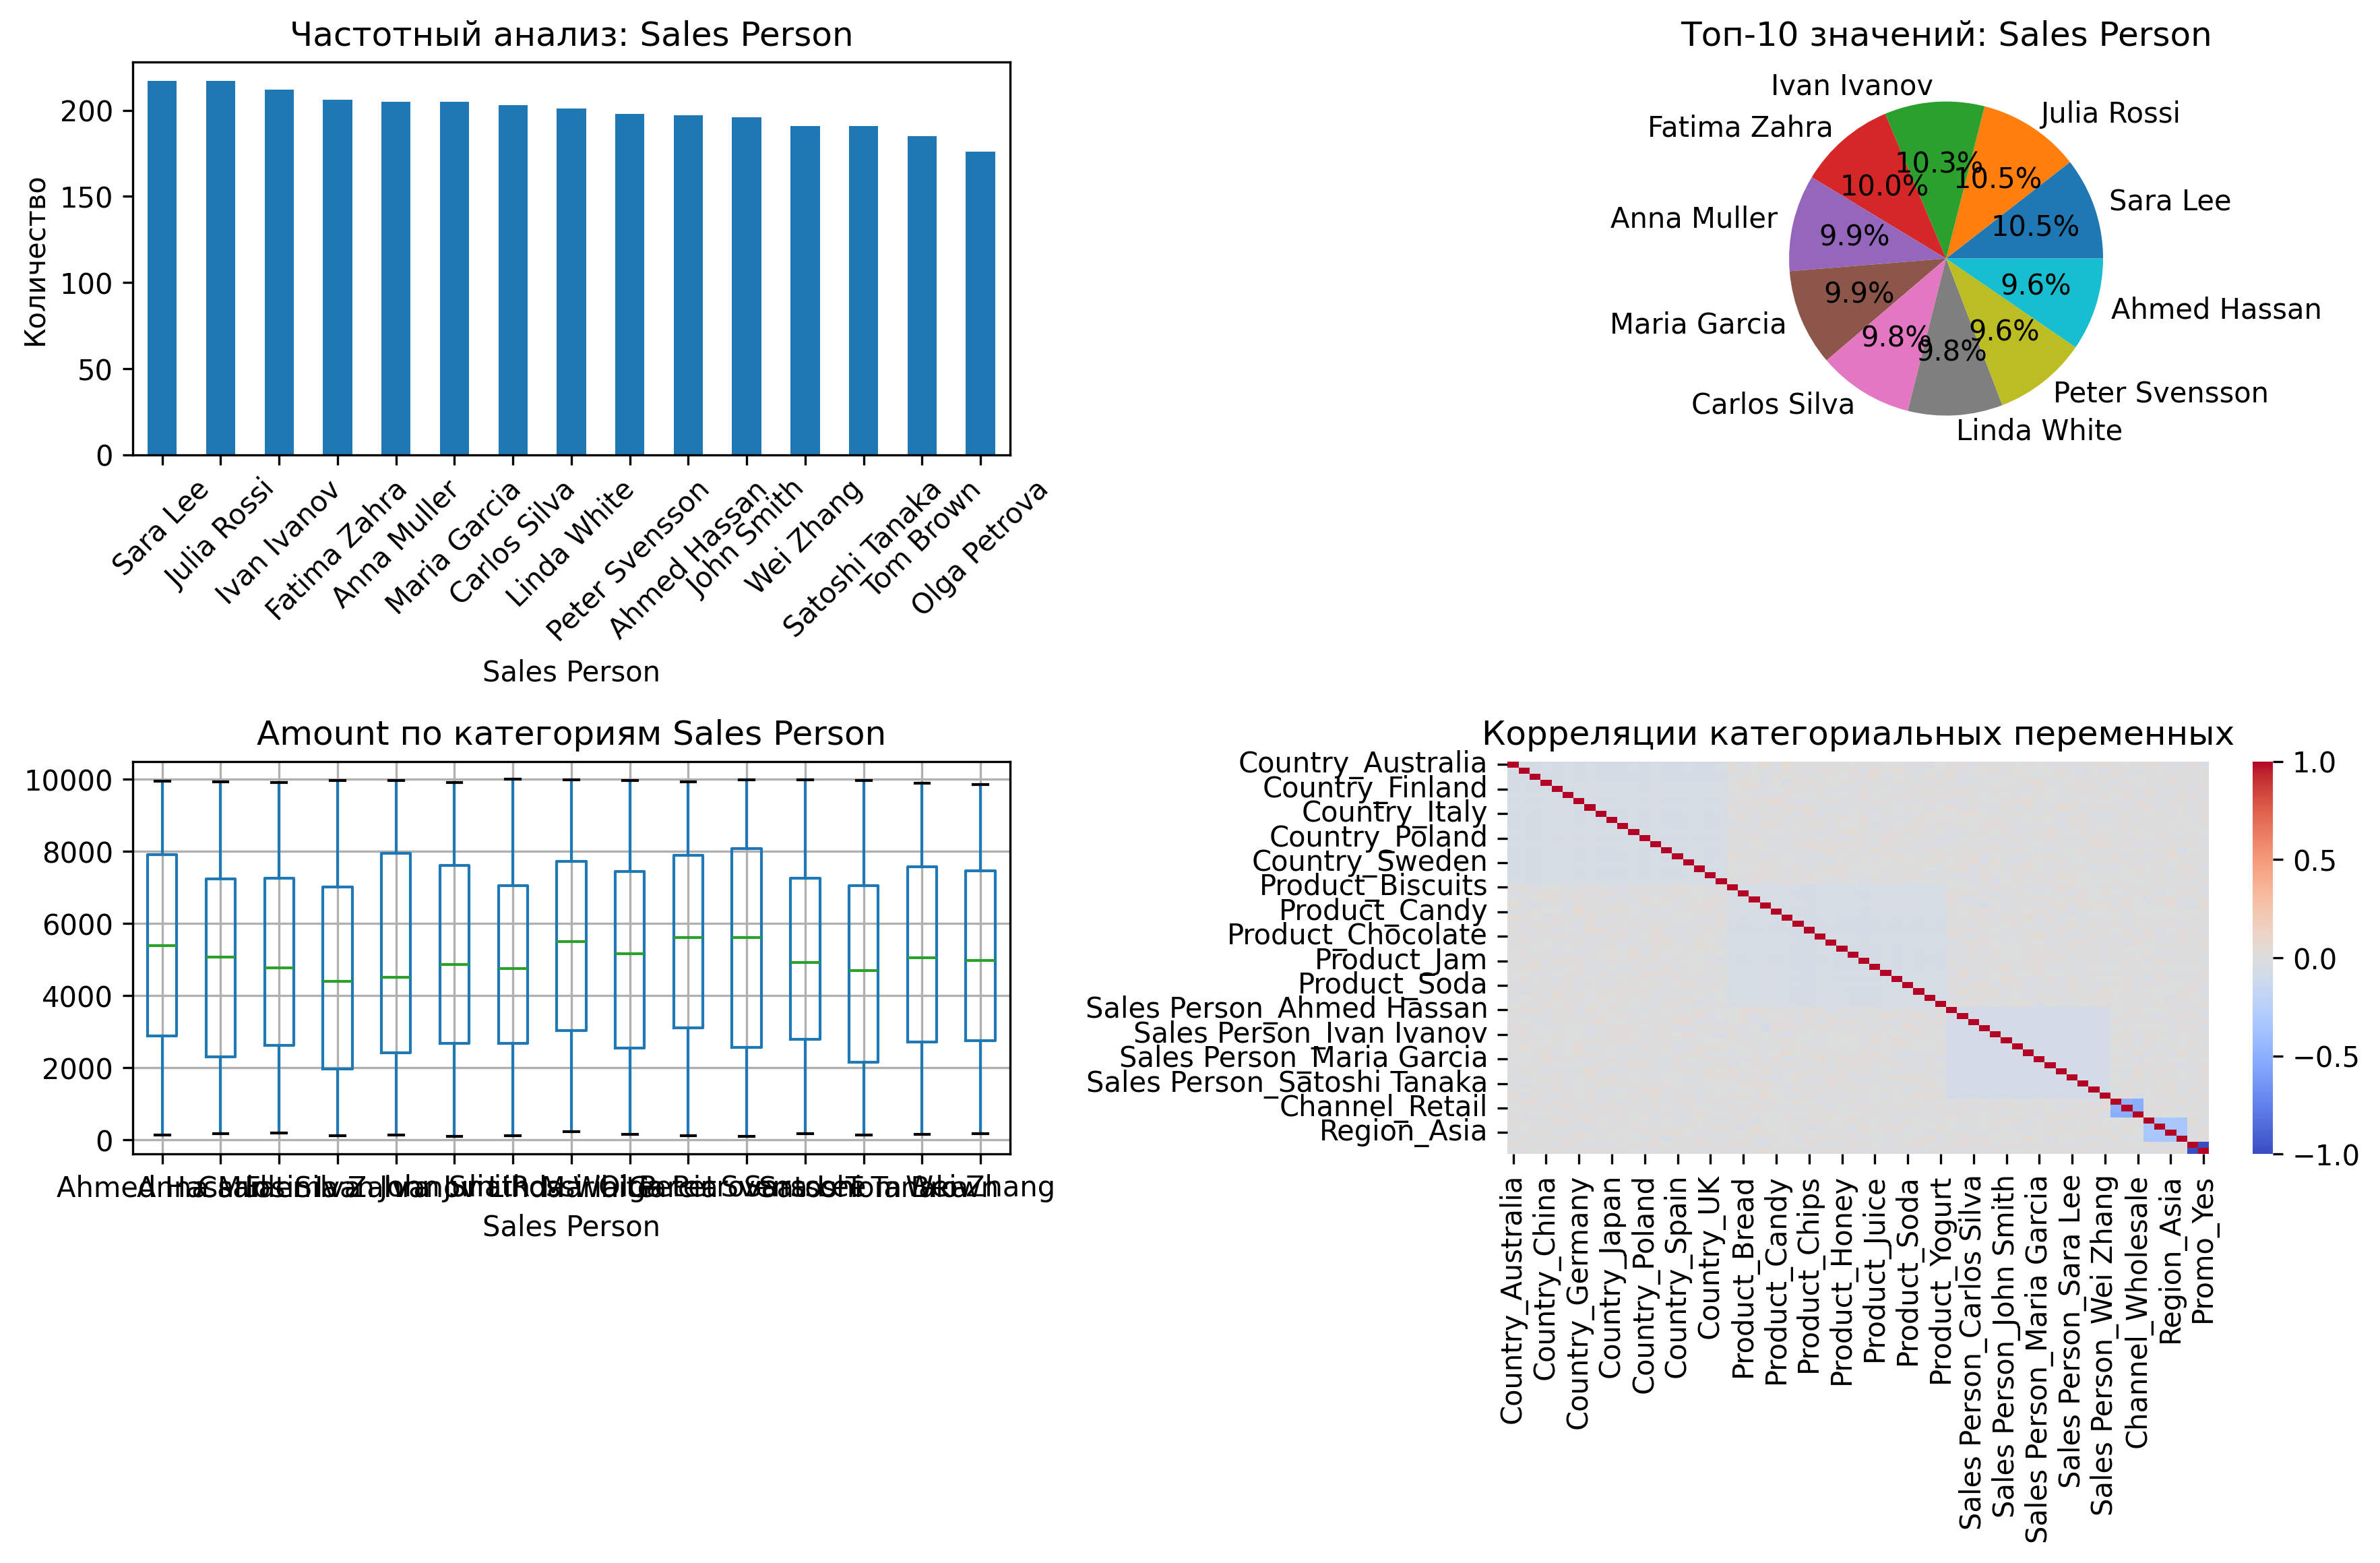 Частотный анализ: Sales Person
Количество
200
150
100
50
0
Sara Lee
Julia Rossi
Ivan Ivanov
Fatima Zahra
Anna Muller
Maria Garcia
Carlos Silva
Linda White
Peter Svensson
Ahmed Hassan
John Smith
Wei Zhang
Satoshi Tanaka
Tom Brown
Olga Petrova
Sales Person
Топ-10 значений: Sales Person
Ivan Ivanov
Julia Rossi
Fatima Zahra
Sara Lee
Anna Muller
Ahmed Hassan
Maria Garcia
Peter Svensson
Carlos Silva
Linda White
10.3%
10.5%
10.0%
10.5%
9.9%
9.6%
9.9%
9.6%
9.8%
9.8%
Amount по категориям Sales Person
10000
8000
6000
4000
2000
0
Sales Person
Корреляции категориальных переменных
Country_Australia
Country_Finland
Country_Italy
Country_Poland
Country_Sweden
Product_Biscuits
Product_Candy
Product_Chocolate
Product_Jam
Product_Soda
Sales Person_Ahmed Hassan
Sales Person_Ivan Ivanov
Sales Person_Maria Garcia
Sales Person_Satoshi Tanaka
Channel_Retail
Region_Asia
1.0
0.5
0.0
−0.5
−1.0
Country_Australia
Country_China
Country_Germany
Country_Japan
Country_Poland
Country_Spain
Country_UK
Product_Bread
Product_Candy
Product_Chips
Product_Honey
Product_Juice
Product_Soda
Product_Yogurt
Sales Person_Carlos Silva
Sales Person_John Smith
Sales Person_Maria Garcia
Sales Person_Sara Lee
Sales Person_Wei Zhang
Channel_Wholesale
Region_Asia
Promo_Yes